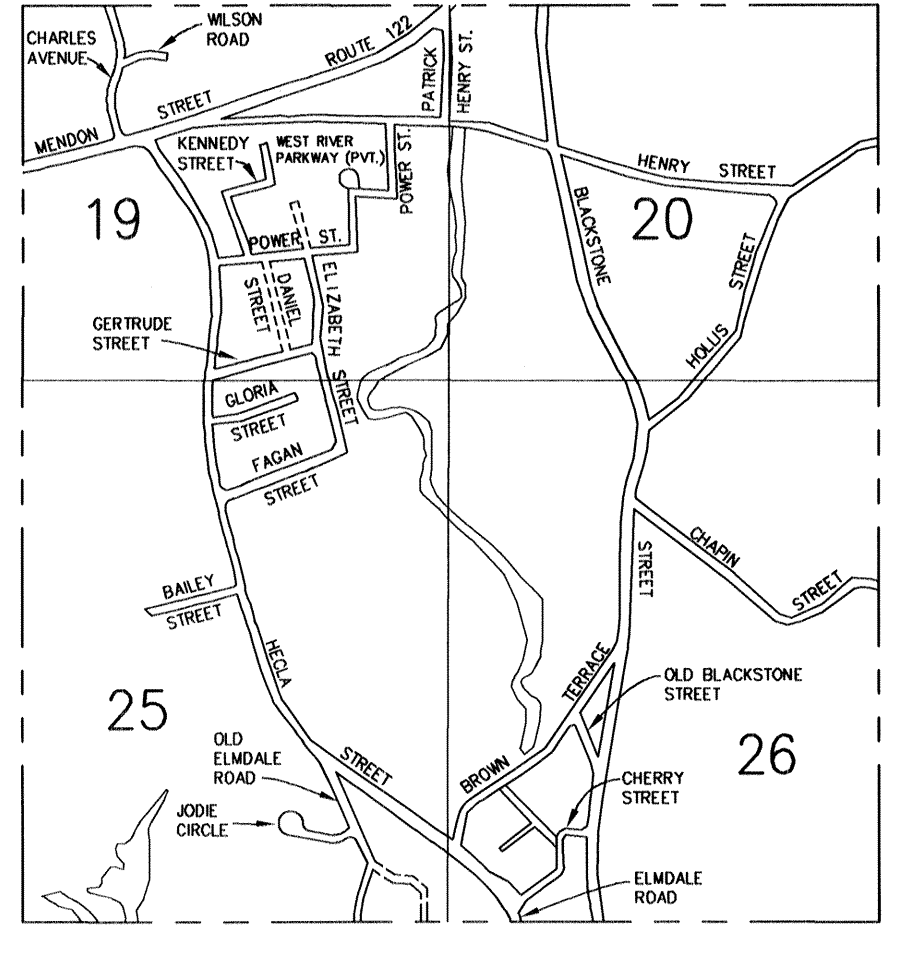 WILSON
ROAD
CHARLES
AVENUE
ROUTE 122
MENDON STREET
PATRICK
HENRY ST.
KENNEDY
STREET
WEST RIVER
PARKWAY (PVT.)
POWER ST.
HENRY STREET
19
20
BLACKSTONE
POWER ST.
HOLLIS STREET
DANIEL
STREET
ELIZABETH STREET
GERTRUDE
STREET
GLORIA
STREET
FAGAN
STREET
CHAPIN STREET
STREET
BAILEY
STREET
HECLA STREET
TERRACE
OLD BLACKSTONE
STREET
25
26
OLD
ELMDALE
ROAD
BROWN
CHERRY
STREET
JODIE
CIRCLE
ELMDALE
ROAD